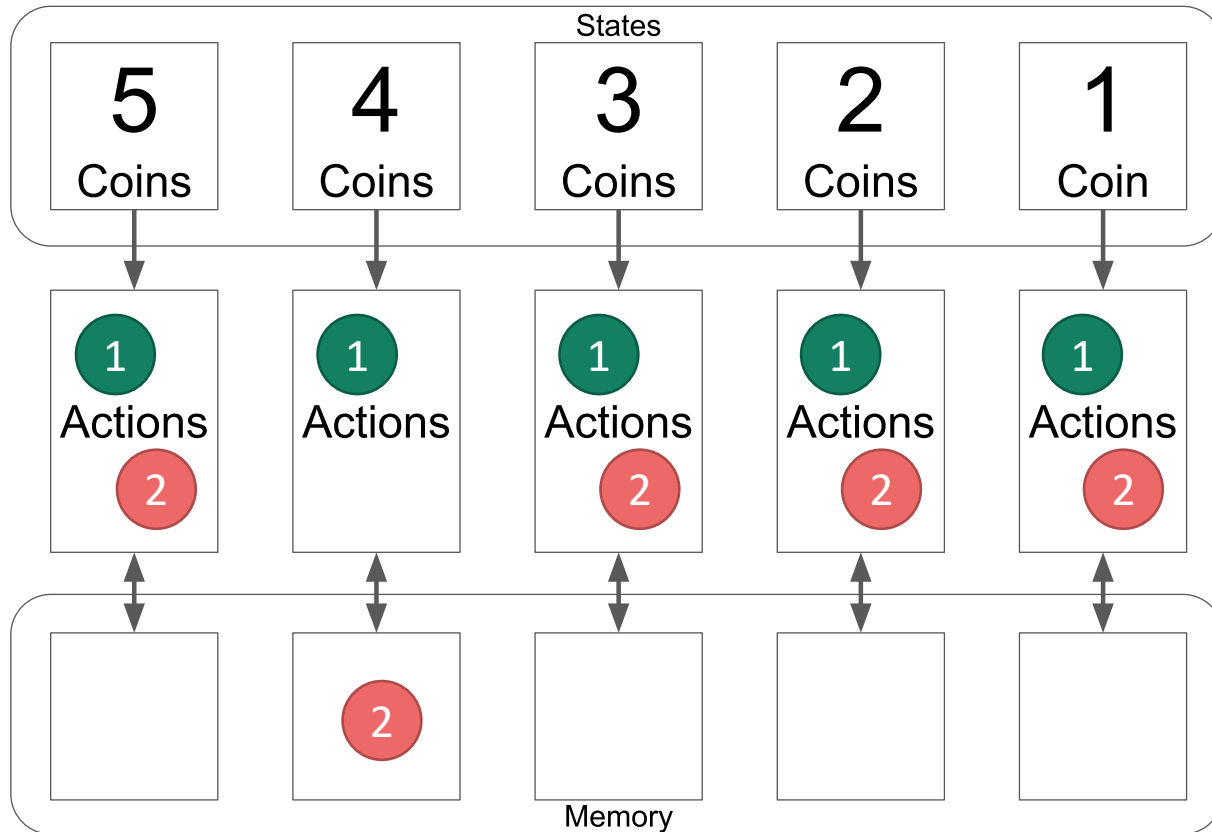 States
5 4 3 2 1
Coins Coins Coins Coins Coin
1 1 1 1 1
Actions Actions Actions Actions Actions
2 2 2 2
2
Memory